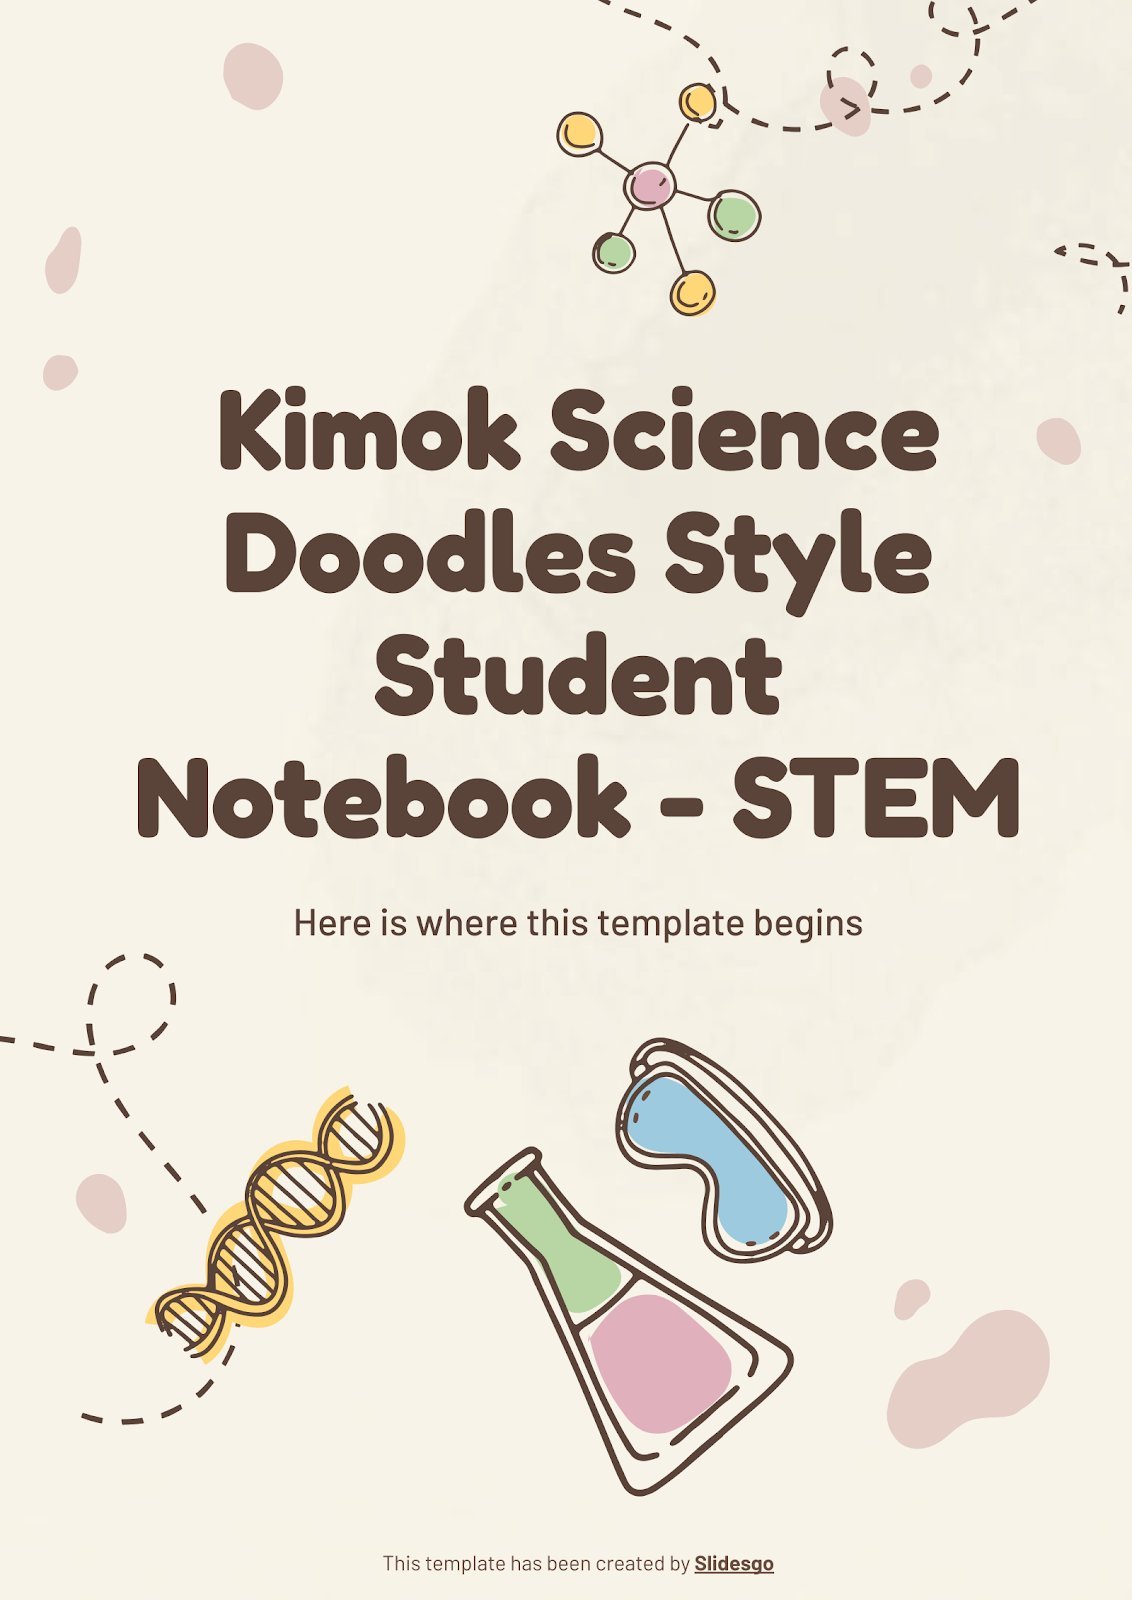 Kimok Science
Doodles Style
Student
Notebook - STEM
Here is where this template begins
This template has been created by Slidesgo